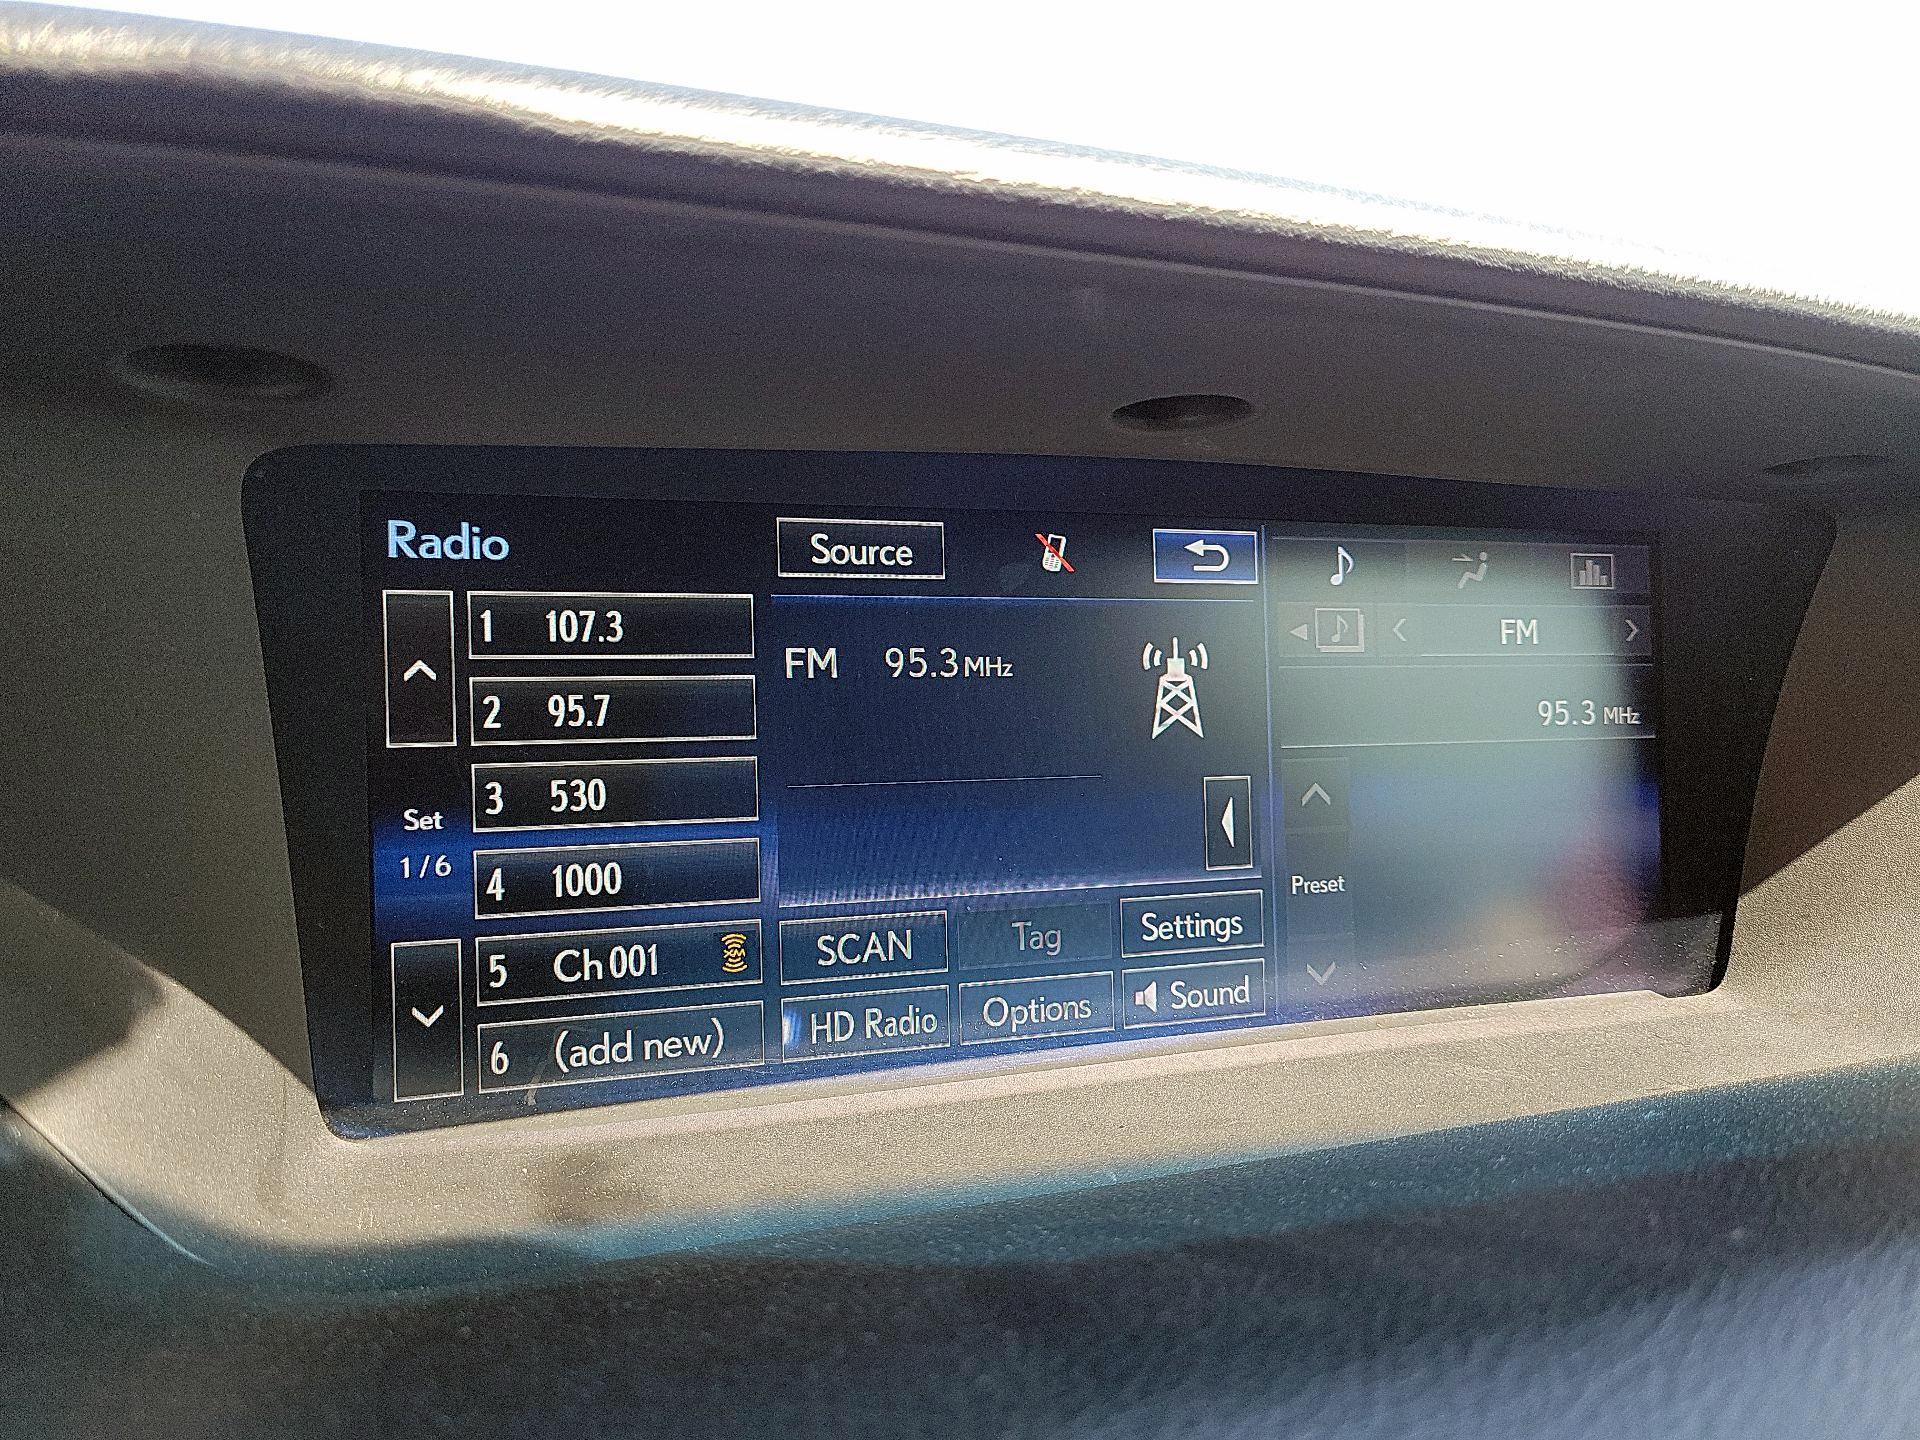 Radio
Source
1 107.3
2 95.7
3 530
4 1000
5 Ch 001 XM
6 (add new)
Set
1/6
FM 95.3 MHz
SCAN
Tag
Settings
HD Radio
Options
Sound
FM
95.3 MHz
Preset